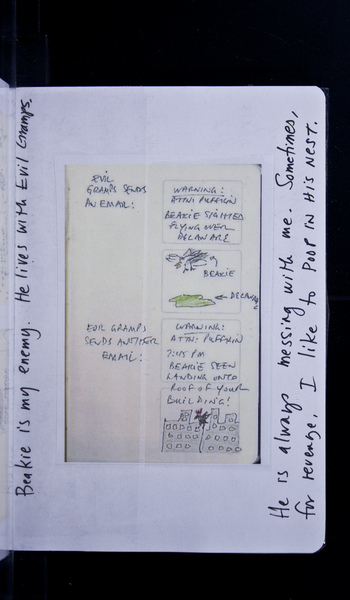 Beakie is my enemy. He lives with Evil Gramps.
EVIL
GRAMPS SENDS
AN EMAIL:
WARNING:
ATTN: PUFFGIN
BEAKIE SIGHTED
FLYING OVER
DELAWARE
BEAKIE
EVIL GRAMPS
SENDS ANOTHER
EMAIL:
WARNING:
ATTN: PUFFGIN
7:45 PM
BEAKIE SEEN
LANDING ONTO
ROOF OF YOUR
BUILDING!
He is always messing with me. Sometimes,
for revenge, I like to POOP IN HIS NEST.